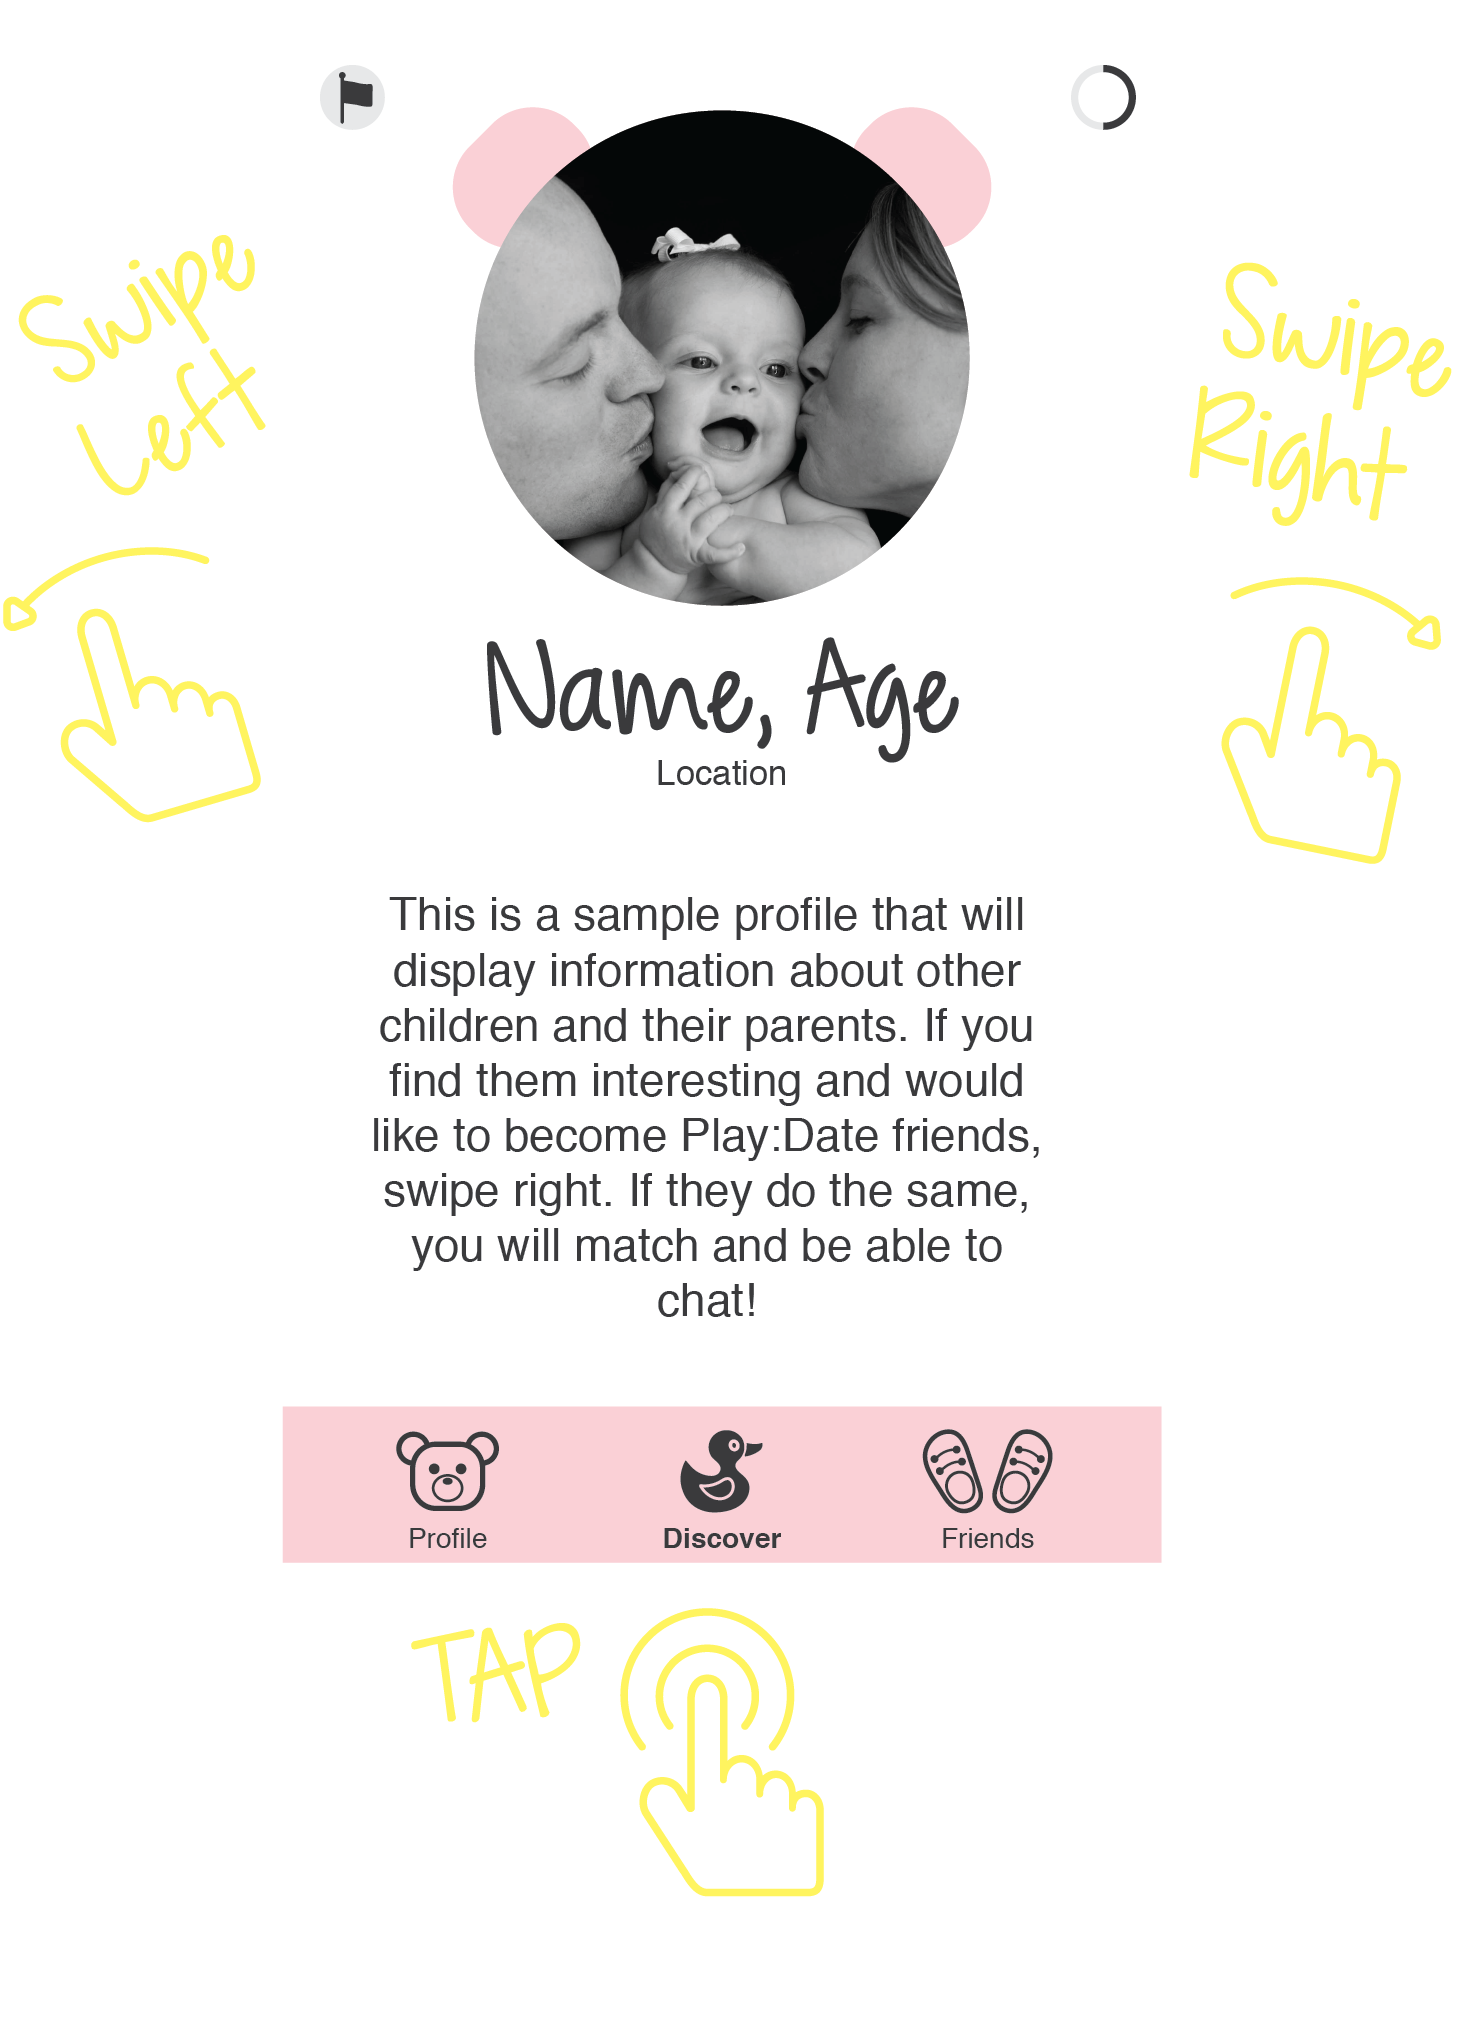 Swipe
Left
Swipe
Right
Name, Age
Location
This is a sample profile that will
display information about other
children and their parents. If you
find them interesting and would
like to become Play:Date friends,
swipe right. If they do the same,
you will match and be able to
chat!
Profile
Discover
Friends
TAP